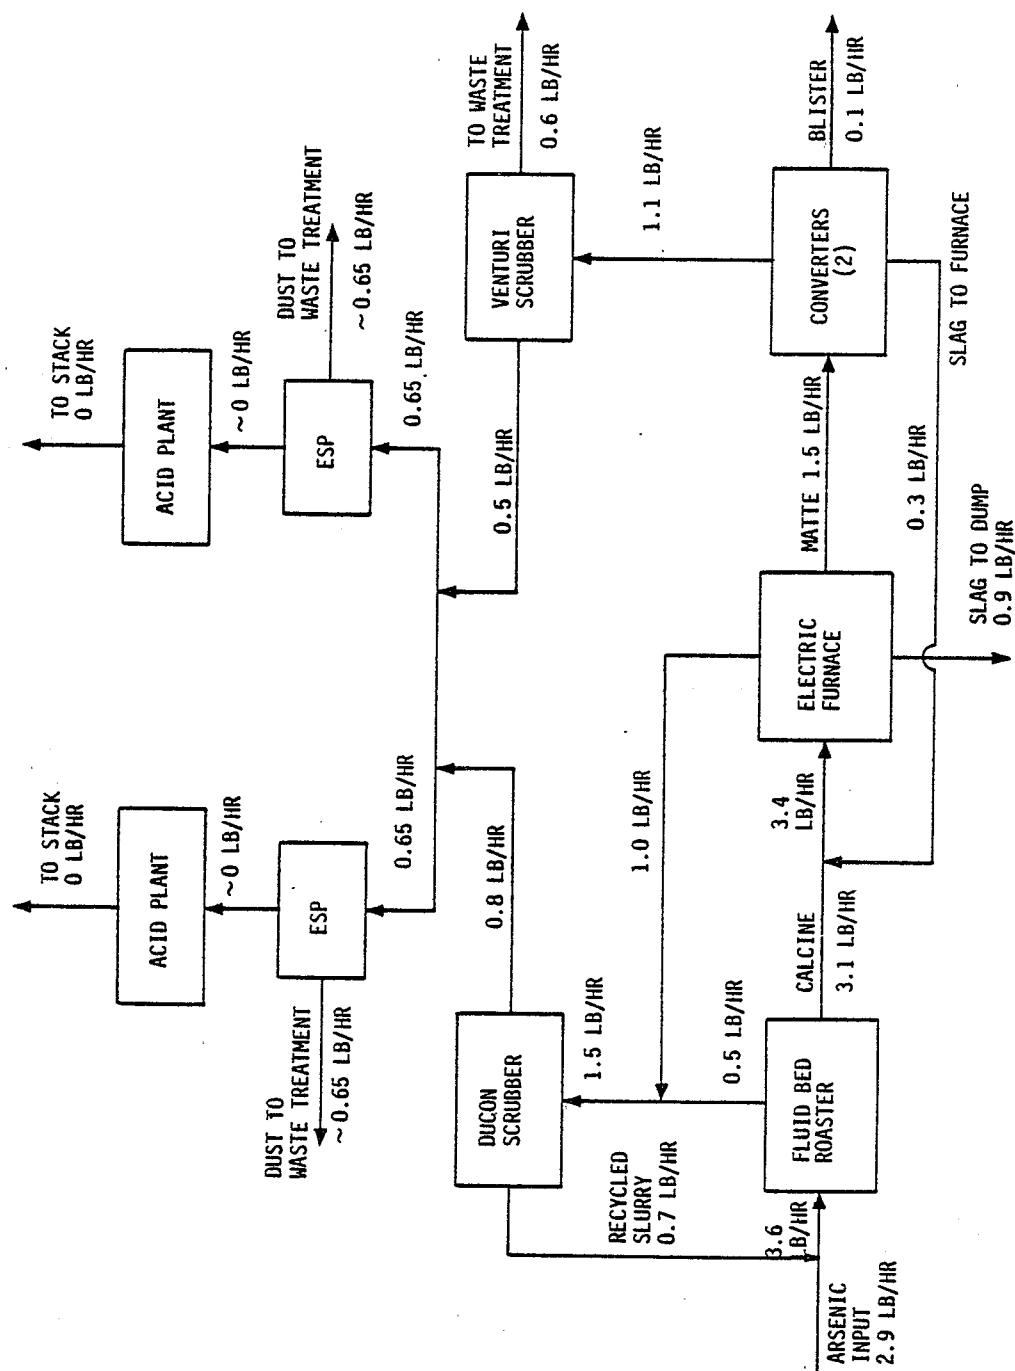 TO STACK
0 LB/HR
ACID PLANT
~0 LB/HR
ESP
DUST TO
WASTE TREATMENT
~0.65 LB/HR
0.65 LB/HR
TO STACK
0 LB/HR
ACID PLANT
~0 LB/HR
ESP
DUST TO
WASTE TREATMENT
~0.65 LB/HR
0.65 LB/HR
DUCON
SCRUBBER
0.8 LB/HR
1.5 LB/HR
RECYCLED
SLURRY
0.7 LB/HR
0.5 LB/HR
1.0 LB/HR
VENTURI
SCRUBBER
0.5 LB/HR
TO WASTE
TREATMENT
0.6 LB/HR
1.1 LB/HR
ARSENIC
INPUT
2.9 LB/HR
3.6
LB/HR
FLUID BED
ROASTER
CALCINE
3.1 LB/HR
3.4
LB/HR
ELECTRIC
FURNACE
MATTE 1.5 LB/HR
CONVERTERS
(2)
BLISTER
0.1 LB/HR
0.3 LB/HR
SLAG TO FURNACE
SLAG TO DUMP
0.9 LB/HR